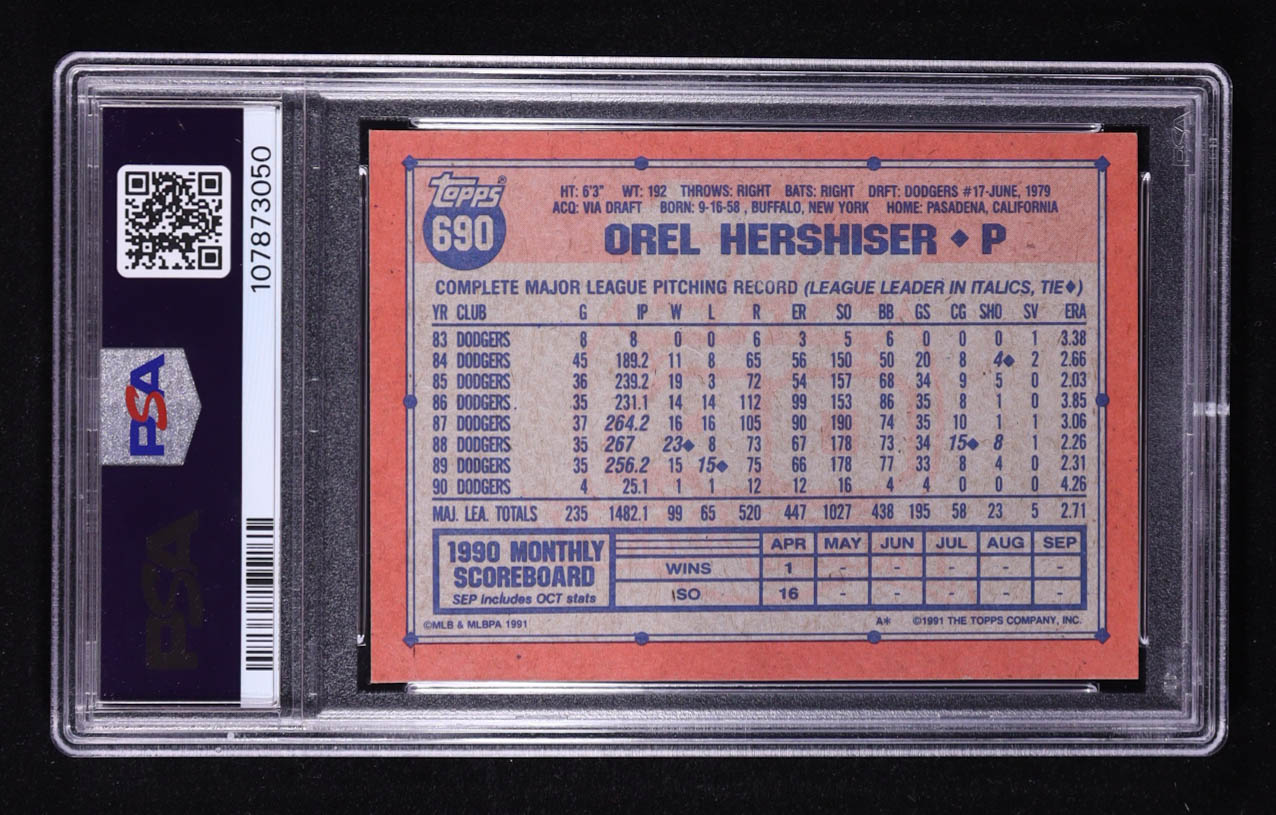 107873050
PSA
PSA
PSA
topps®
690
HT: 6'3" WT: 192 THROWS: RIGHT BATS: RIGHT DRFT: DODGERS #17-JUNE, 1979
ACQ: VIA DRAFT BORN: 9-16-58 , BUFFALO, NEW YORK HOME: PASADENA, CALIFORNIA
OREL HERSHISER ◆ P
COMPLETE MAJOR LEAGUE PITCHING RECORD (LEAGUE LEADER IN ITALICS, TIE◆)
YR CLUB G IP W L R ER SO BB GS CG SHO SV ERA
83 DODGERS 8 8 0 0 6 3 5 6 0 0 0 1 3.38
84 DODGERS 45 189.2 11 8 65 56 150 50 20 8 4◆ 2 2.66
85 DODGERS 36 239.2 19 3 72 54 157 68 34 9 5 0 2.03
86 DODGERS 35 231.1 14 14 112 99 153 86 35 8 1 0 3.85
87 DODGERS 37 264.2 16 16 105 90 190 74 35 10 1 1 3.06
88 DODGERS 35 267 23◆ 8 73 67 178 73 34 15◆ 8 1 2.26
89 DODGERS 35 256.2 15 15◆ 75 66 178 77 33 8 4 0 2.31
90 DODGERS 4 25.1 1 1 12 12 16 4 4 0 0 0 4.26
MAJ. LEA. TOTALS 235 1482.1 99 65 520 447 1027 438 195 58 23 5 2.71
1990 MONTHLY
SCOREBOARD
SEP includes OCT stats
APR MAY JUN JUL AUG SEP
WINS 1 - - - - -
SO 16 - - - - -
©MLB & MLBPA 1991
A* ©1991 THE TOPPS COMPANY, INC.